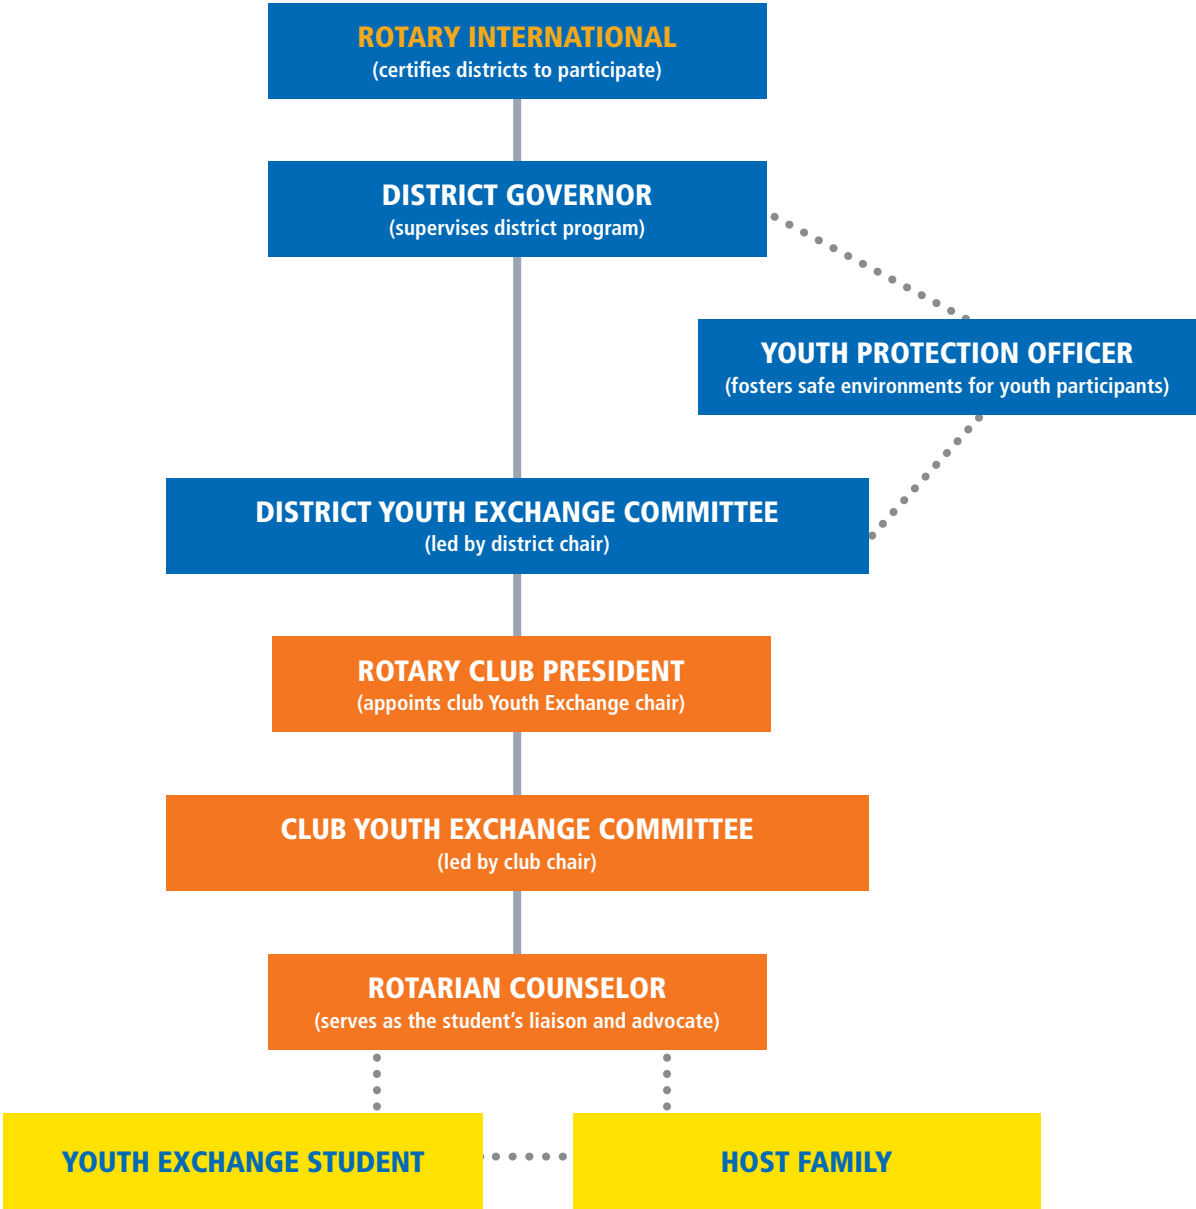 ROTARY INTERNATIONAL
(certifies districts to participate)
DISTRICT GOVERNOR
(supervises district program)
YOUTH PROTECTION OFFICER
(fosters safe environments for youth participants)
DISTRICT YOUTH EXCHANGE COMMITTEE
(led by district chair)
ROTARY CLUB PRESIDENT
(appoints club Youth Exchange chair)
CLUB YOUTH EXCHANGE COMMITTEE
(led by club chair)
ROTARIAN COUNSELOR
(serves as the student’s liaison and advocate)
YOUTH EXCHANGE STUDENT
HOST FAMILY